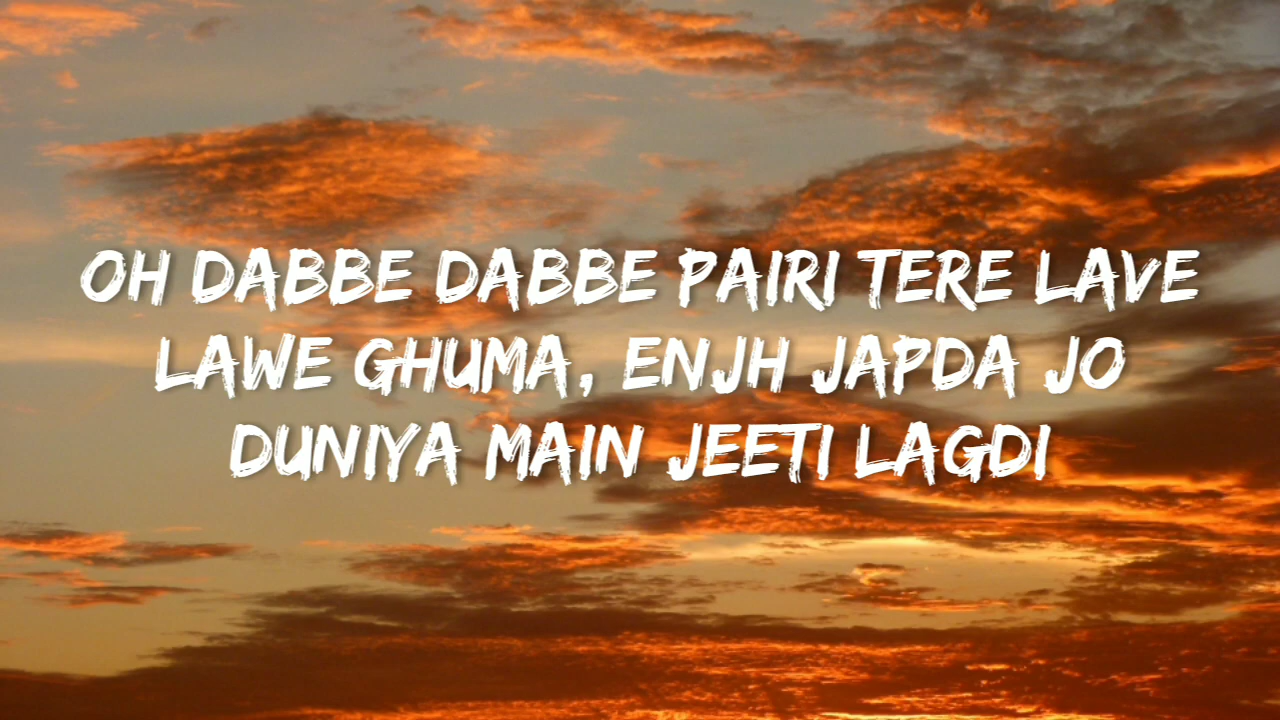 OH DABBE DABBE PAIRI TERE LAVE
LAWE GHUMA, ENJH JAPDA JO
DUNIYA MAIN JEETI LAGDI